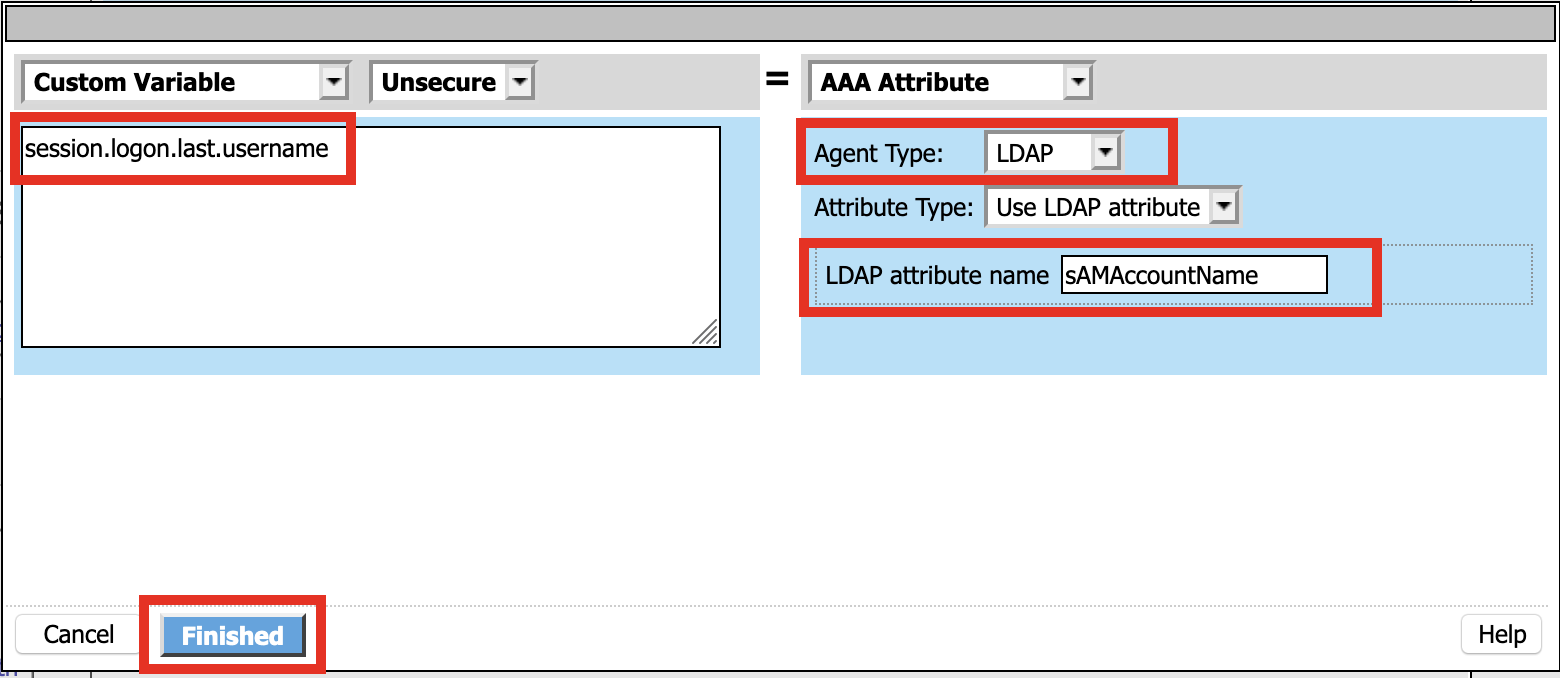 Custom Variable Unsecure = AAA Attribute
session.logon.last.username
Agent Type: LDAP
Attribute Type: Use LDAP attribute
LDAP attribute name sAMAccountName
Cancel Finished Help